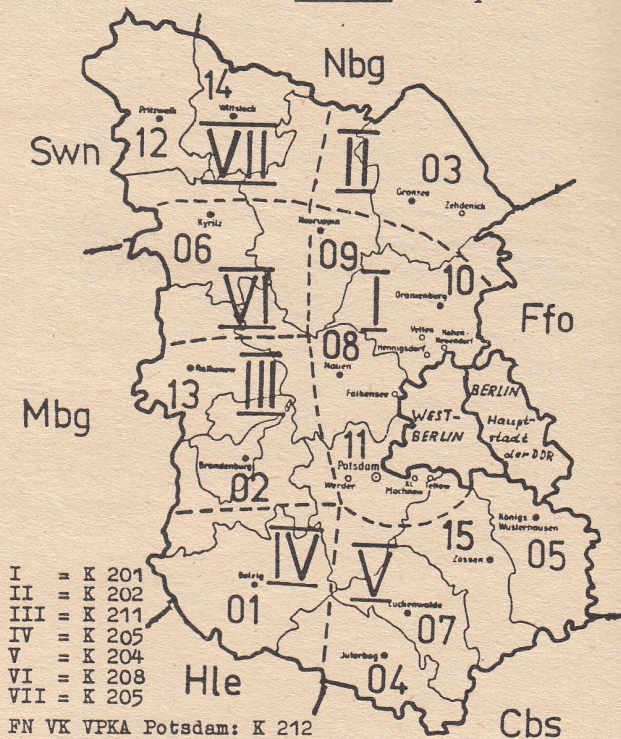 Nbg
14
Pritzwalk
Wittstock
12
VII
II
03
Swn
Gransee
Zehdenick
Kyritz
Neuruppin
06
09
10
VI
I
Oranienburg
Ffo
Velten
Hohen-
Neuendorf
Hennigsdorf
08
Nauen
13
Rathenow
III
Falkensee
WEST-
BERLIN
BERLIN
Haupt-
stadt
der DDR
Mbg
11
Potsdam
Brandenburg
02
Werder
Kl.
Machnow
Teltow
Königs
Wusterhausen
15
05
Zossen
IV
V
Belzig
01
Luckenwalde
07
Jüterbog
04
I = K 201
II = K 202
III = K 211
IV = K 205
V = K 204
VI = K 208
VII = K 205
Hle
Cbs
FN VK VPKA Potsdam: K 212